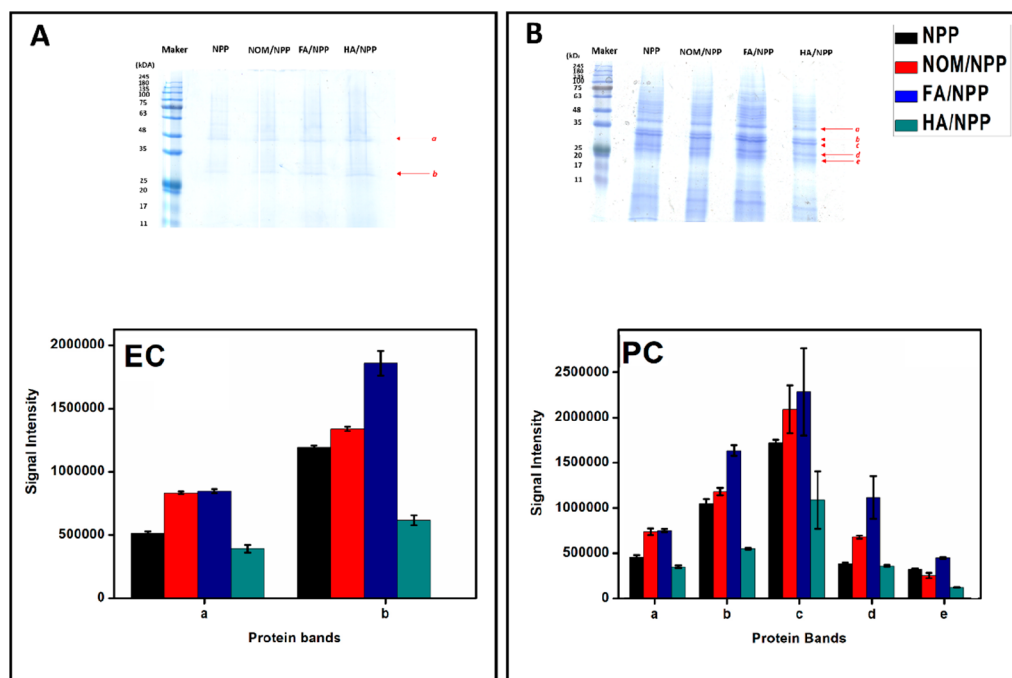 A
Maker NPP NOM/NPP FA/NPP HA/NPP
(kDA)
245
180
135
100
75
63
48
35
25
20
17
11
a
b
EC
Signal Intensity
2000000
1500000
1000000
500000
0
a b
Protein bands
B
Maker NPP NOM/NPP FA/NPP HA/NPP
(kD
245
180
135
100
75
63
48
35
25
20
17
11
a
b
c
d
e
NPP
NOM/NPP
FA/NPP
HA/NPP
PC
Signal Intensity
2500000
2000000
1500000
1000000
500000
0
a b c d e
Protein Bands